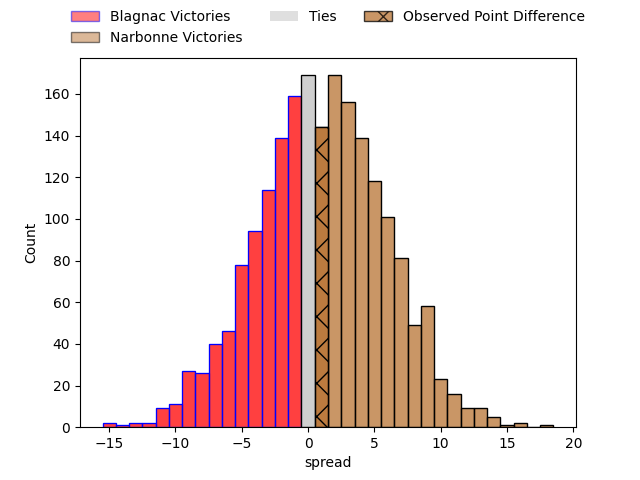 Blagnac Victories
Ties
Observed Point Difference
Narbonne Victories
160
140
120
100
80
60
40
20
0
Count
−15
−10
−5
0
5
10
15
20
spread